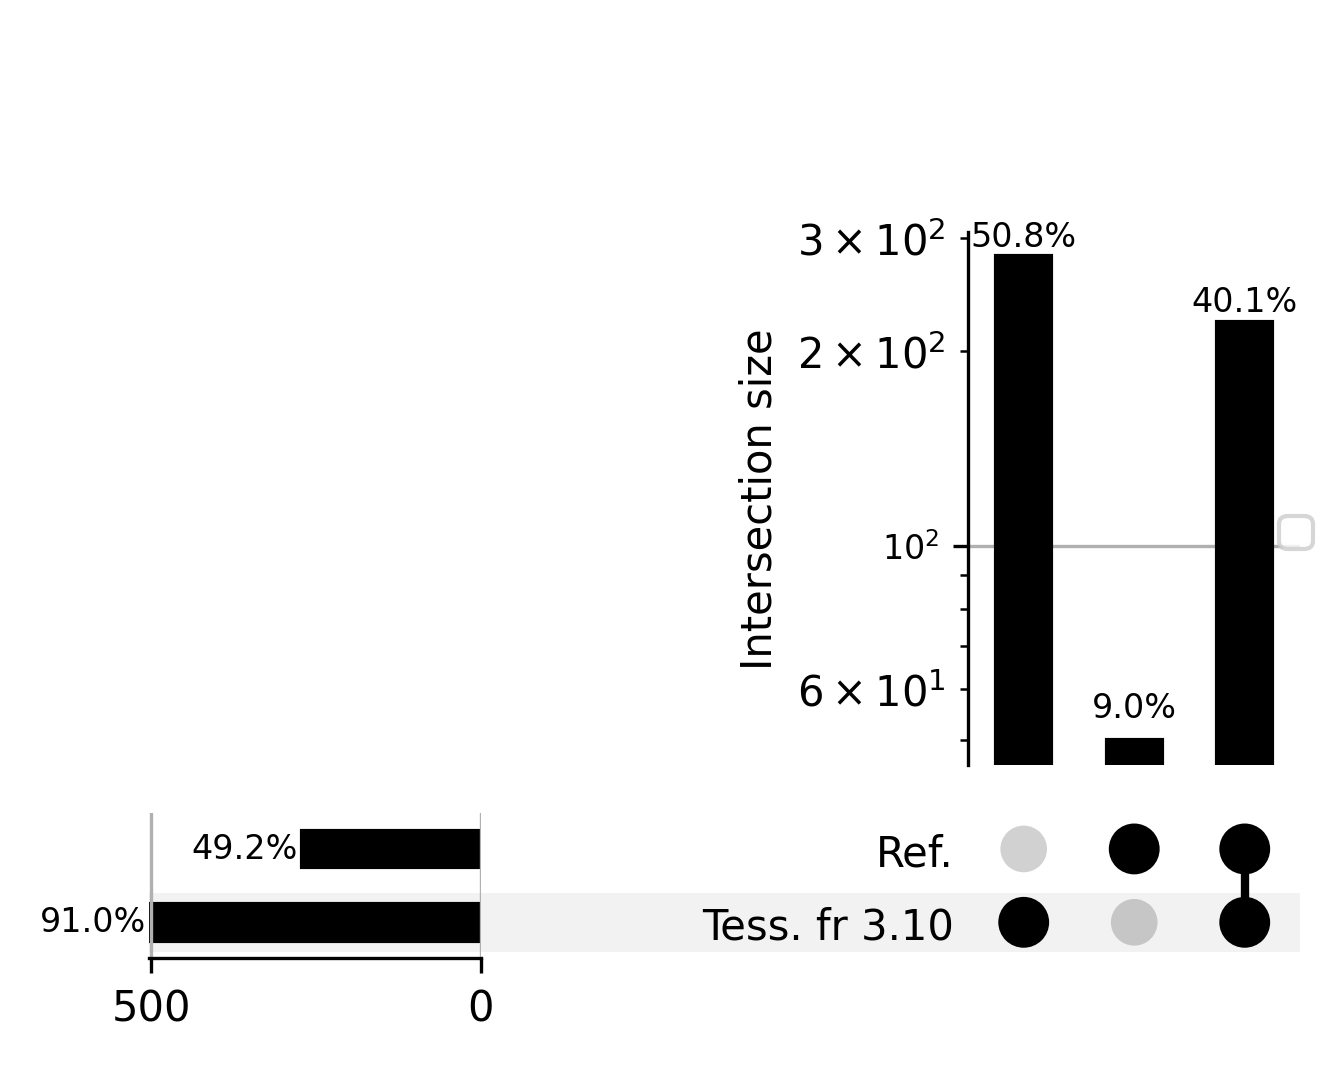 3 × 10²
50.8%
40.1%
2 × 10²
Intersection size
10²
6 × 10¹
9.0%
49.2%
Ref.
91.0%
Tess. fr 3.10
500
0